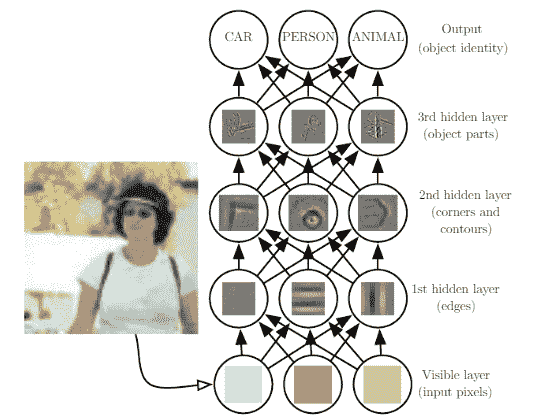 CAR PERSON ANIMAL
Output
(object identity)
3rd hidden layer
(object parts)
2nd hidden layer
(corners and
contours)
1st hidden layer
(edges)
Visible layer
(input pixels)